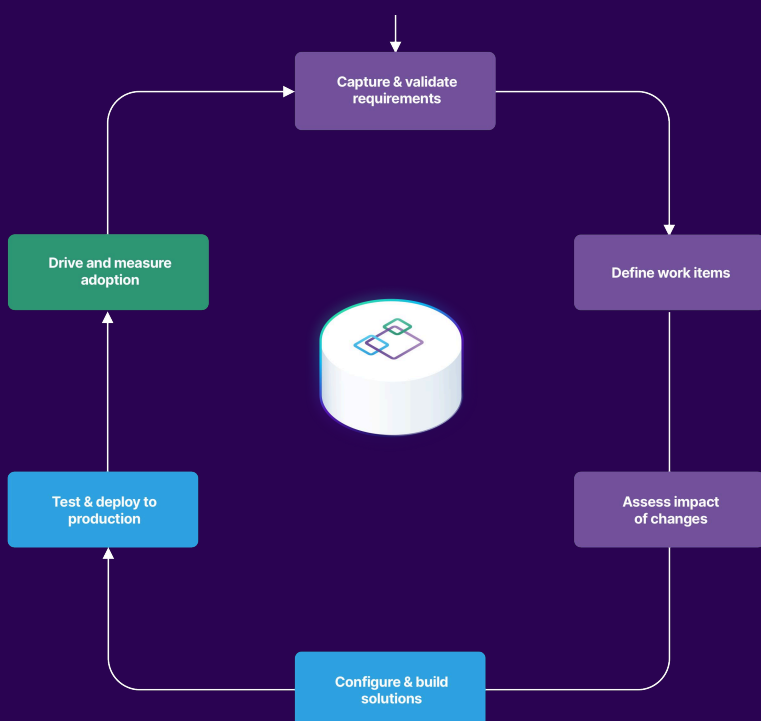 Capture & validate
requirements
Drive and measure
adoption
Define work items
Test & deploy to
production
Assess impact
of changes
Configure & build
solutions